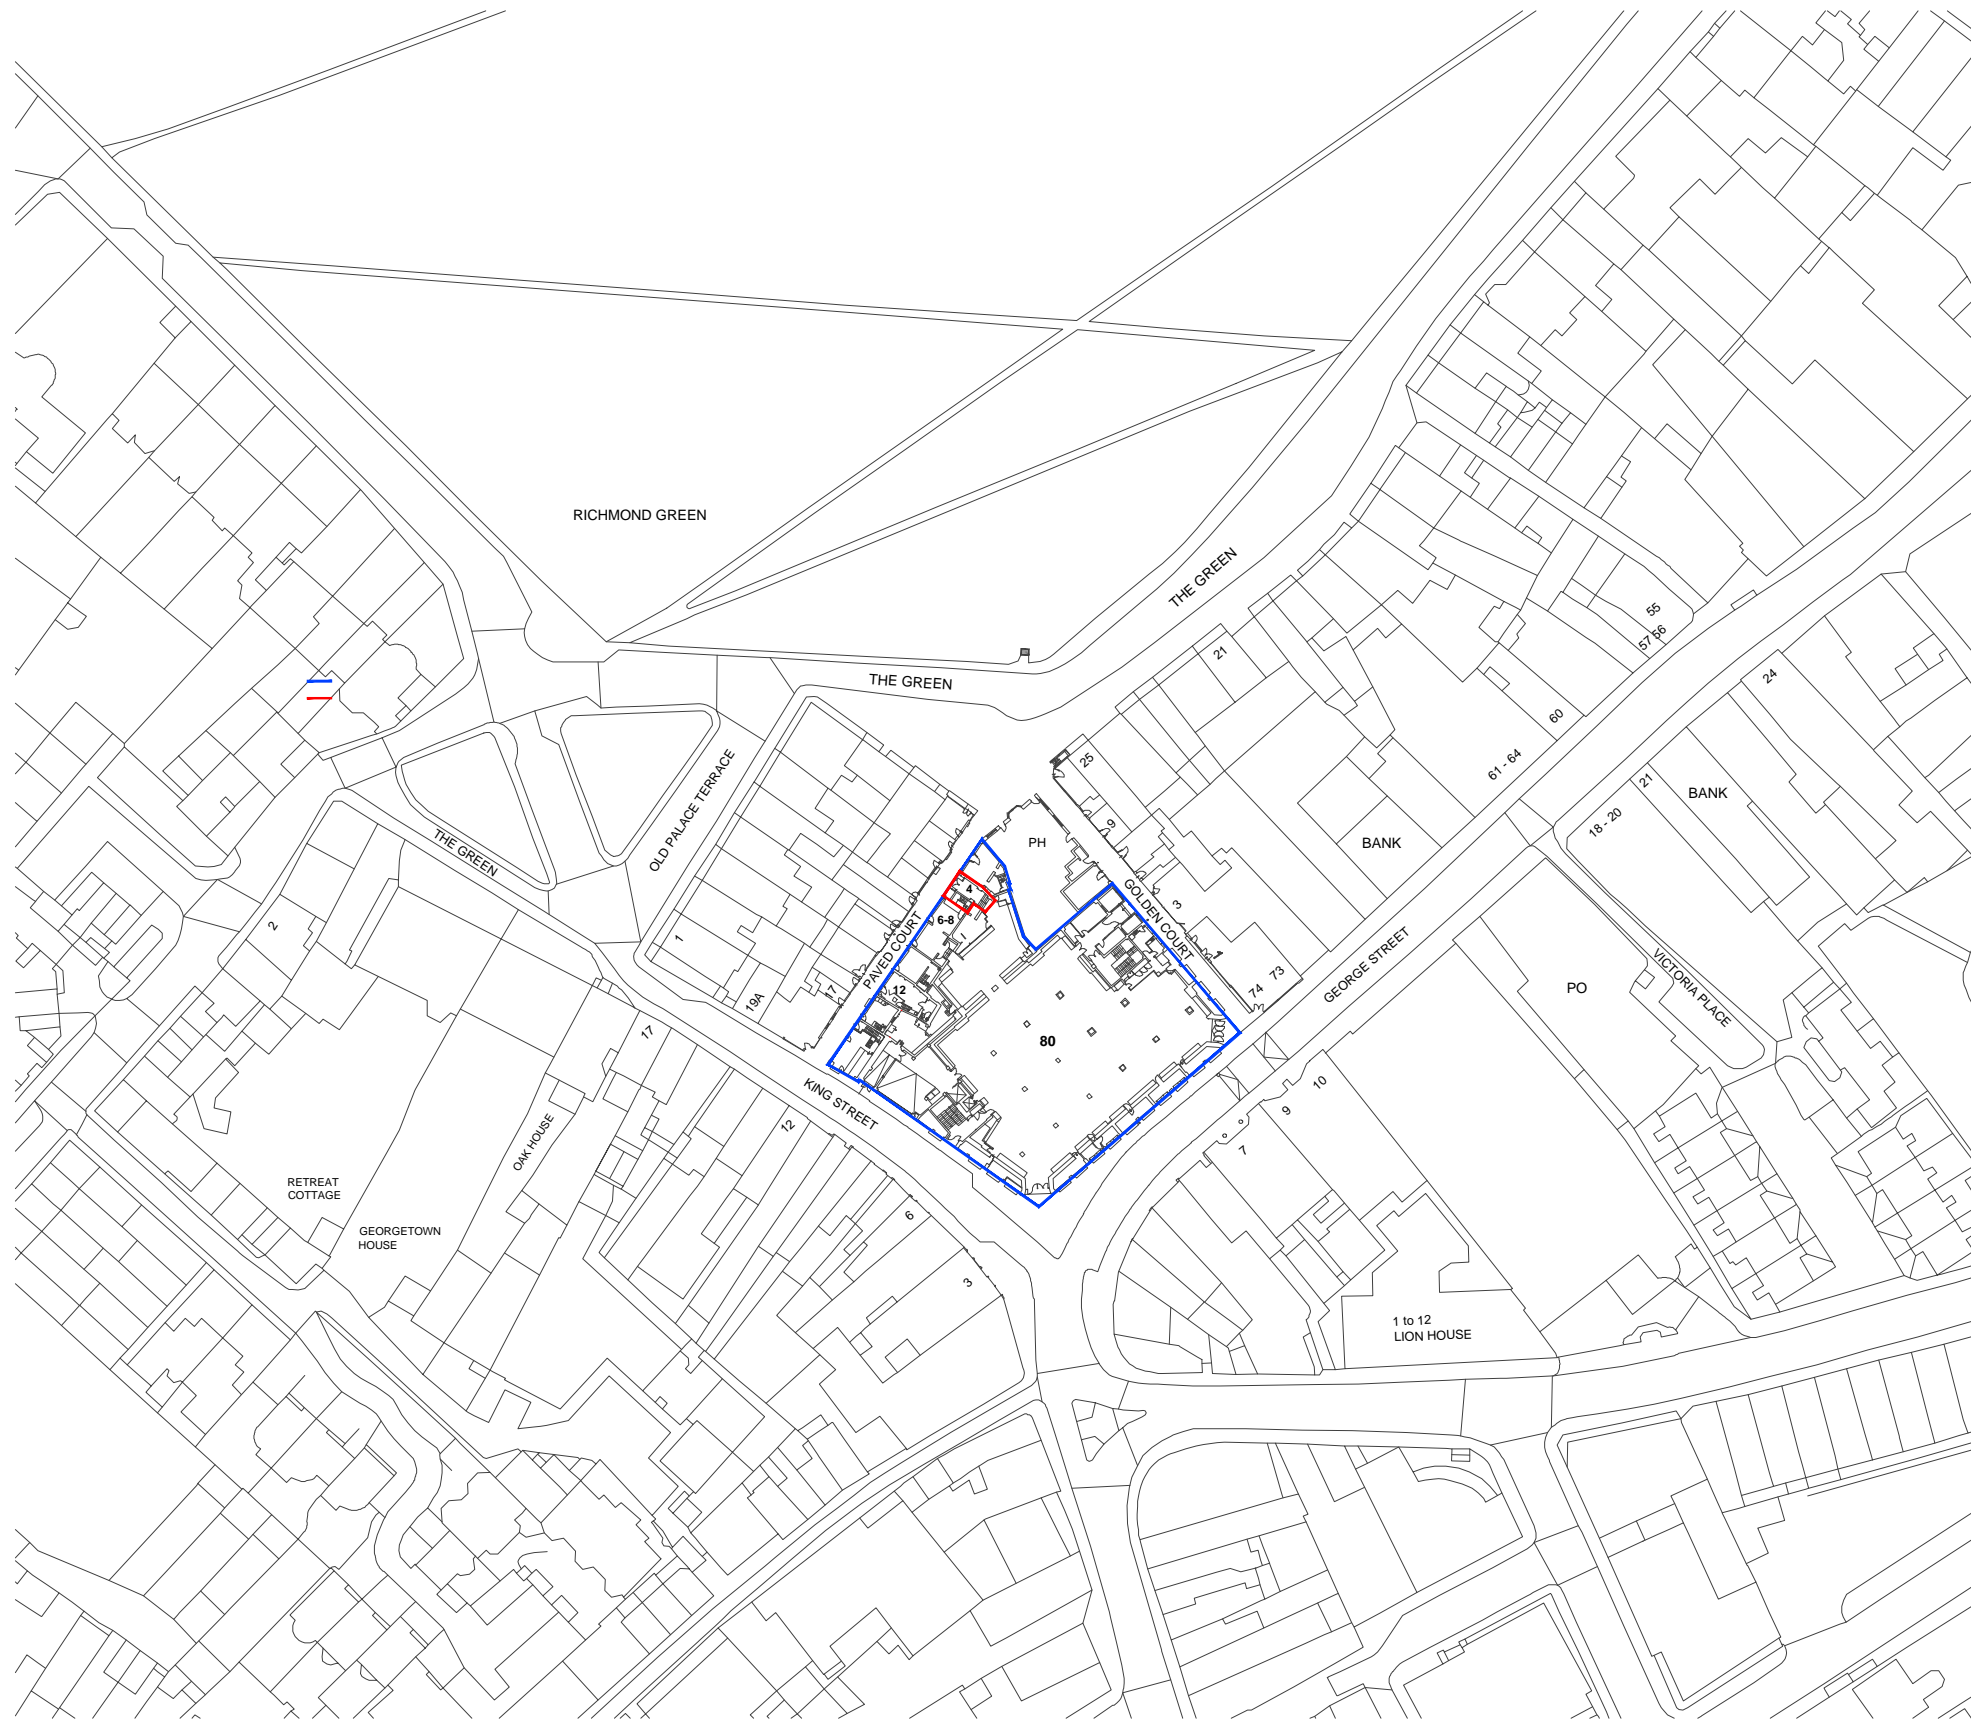 RICHMOND GREEN
THE GREEN
THE GREEN
21
55
57 56
24
60
61 - 64
21
BANK
18 - 20
OLD PALACE TERRACE
25
9
PH
BANK
THE GREEN
4
6-8
GOLDEN COURT
3
1
PAVED COURT
12
2
1
19A
17
17
74
73
GEORGE STREET
PO
VICTORIA PLACE
80
KING STREET
10
9
7
12
OAK HOUSE
RETREAT
COTTAGE
GEORGETOWN
HOUSE
6
3
1 to 12
LION HOUSE